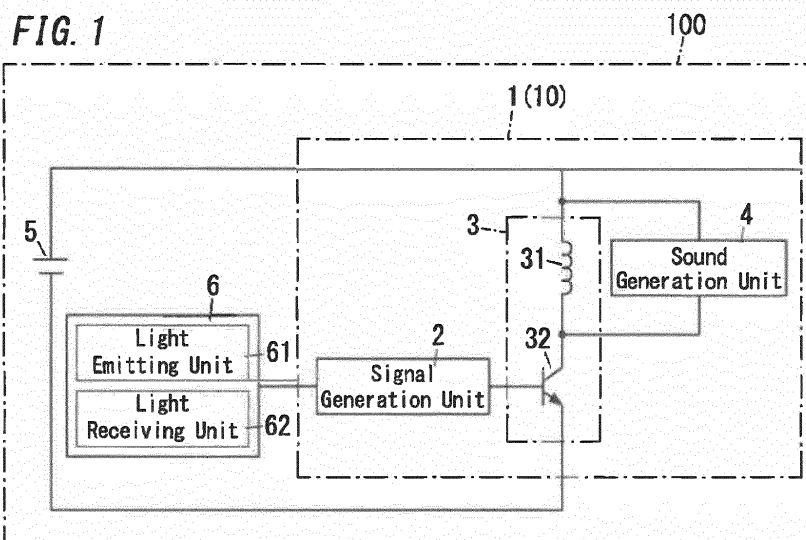 FIG. 1
100
1(10)
3
4
5
31
Sound
Generation Unit
6
Light
Emitting Unit
61
2
32
Signal
Generation Unit
Light
Receiving Unit
62